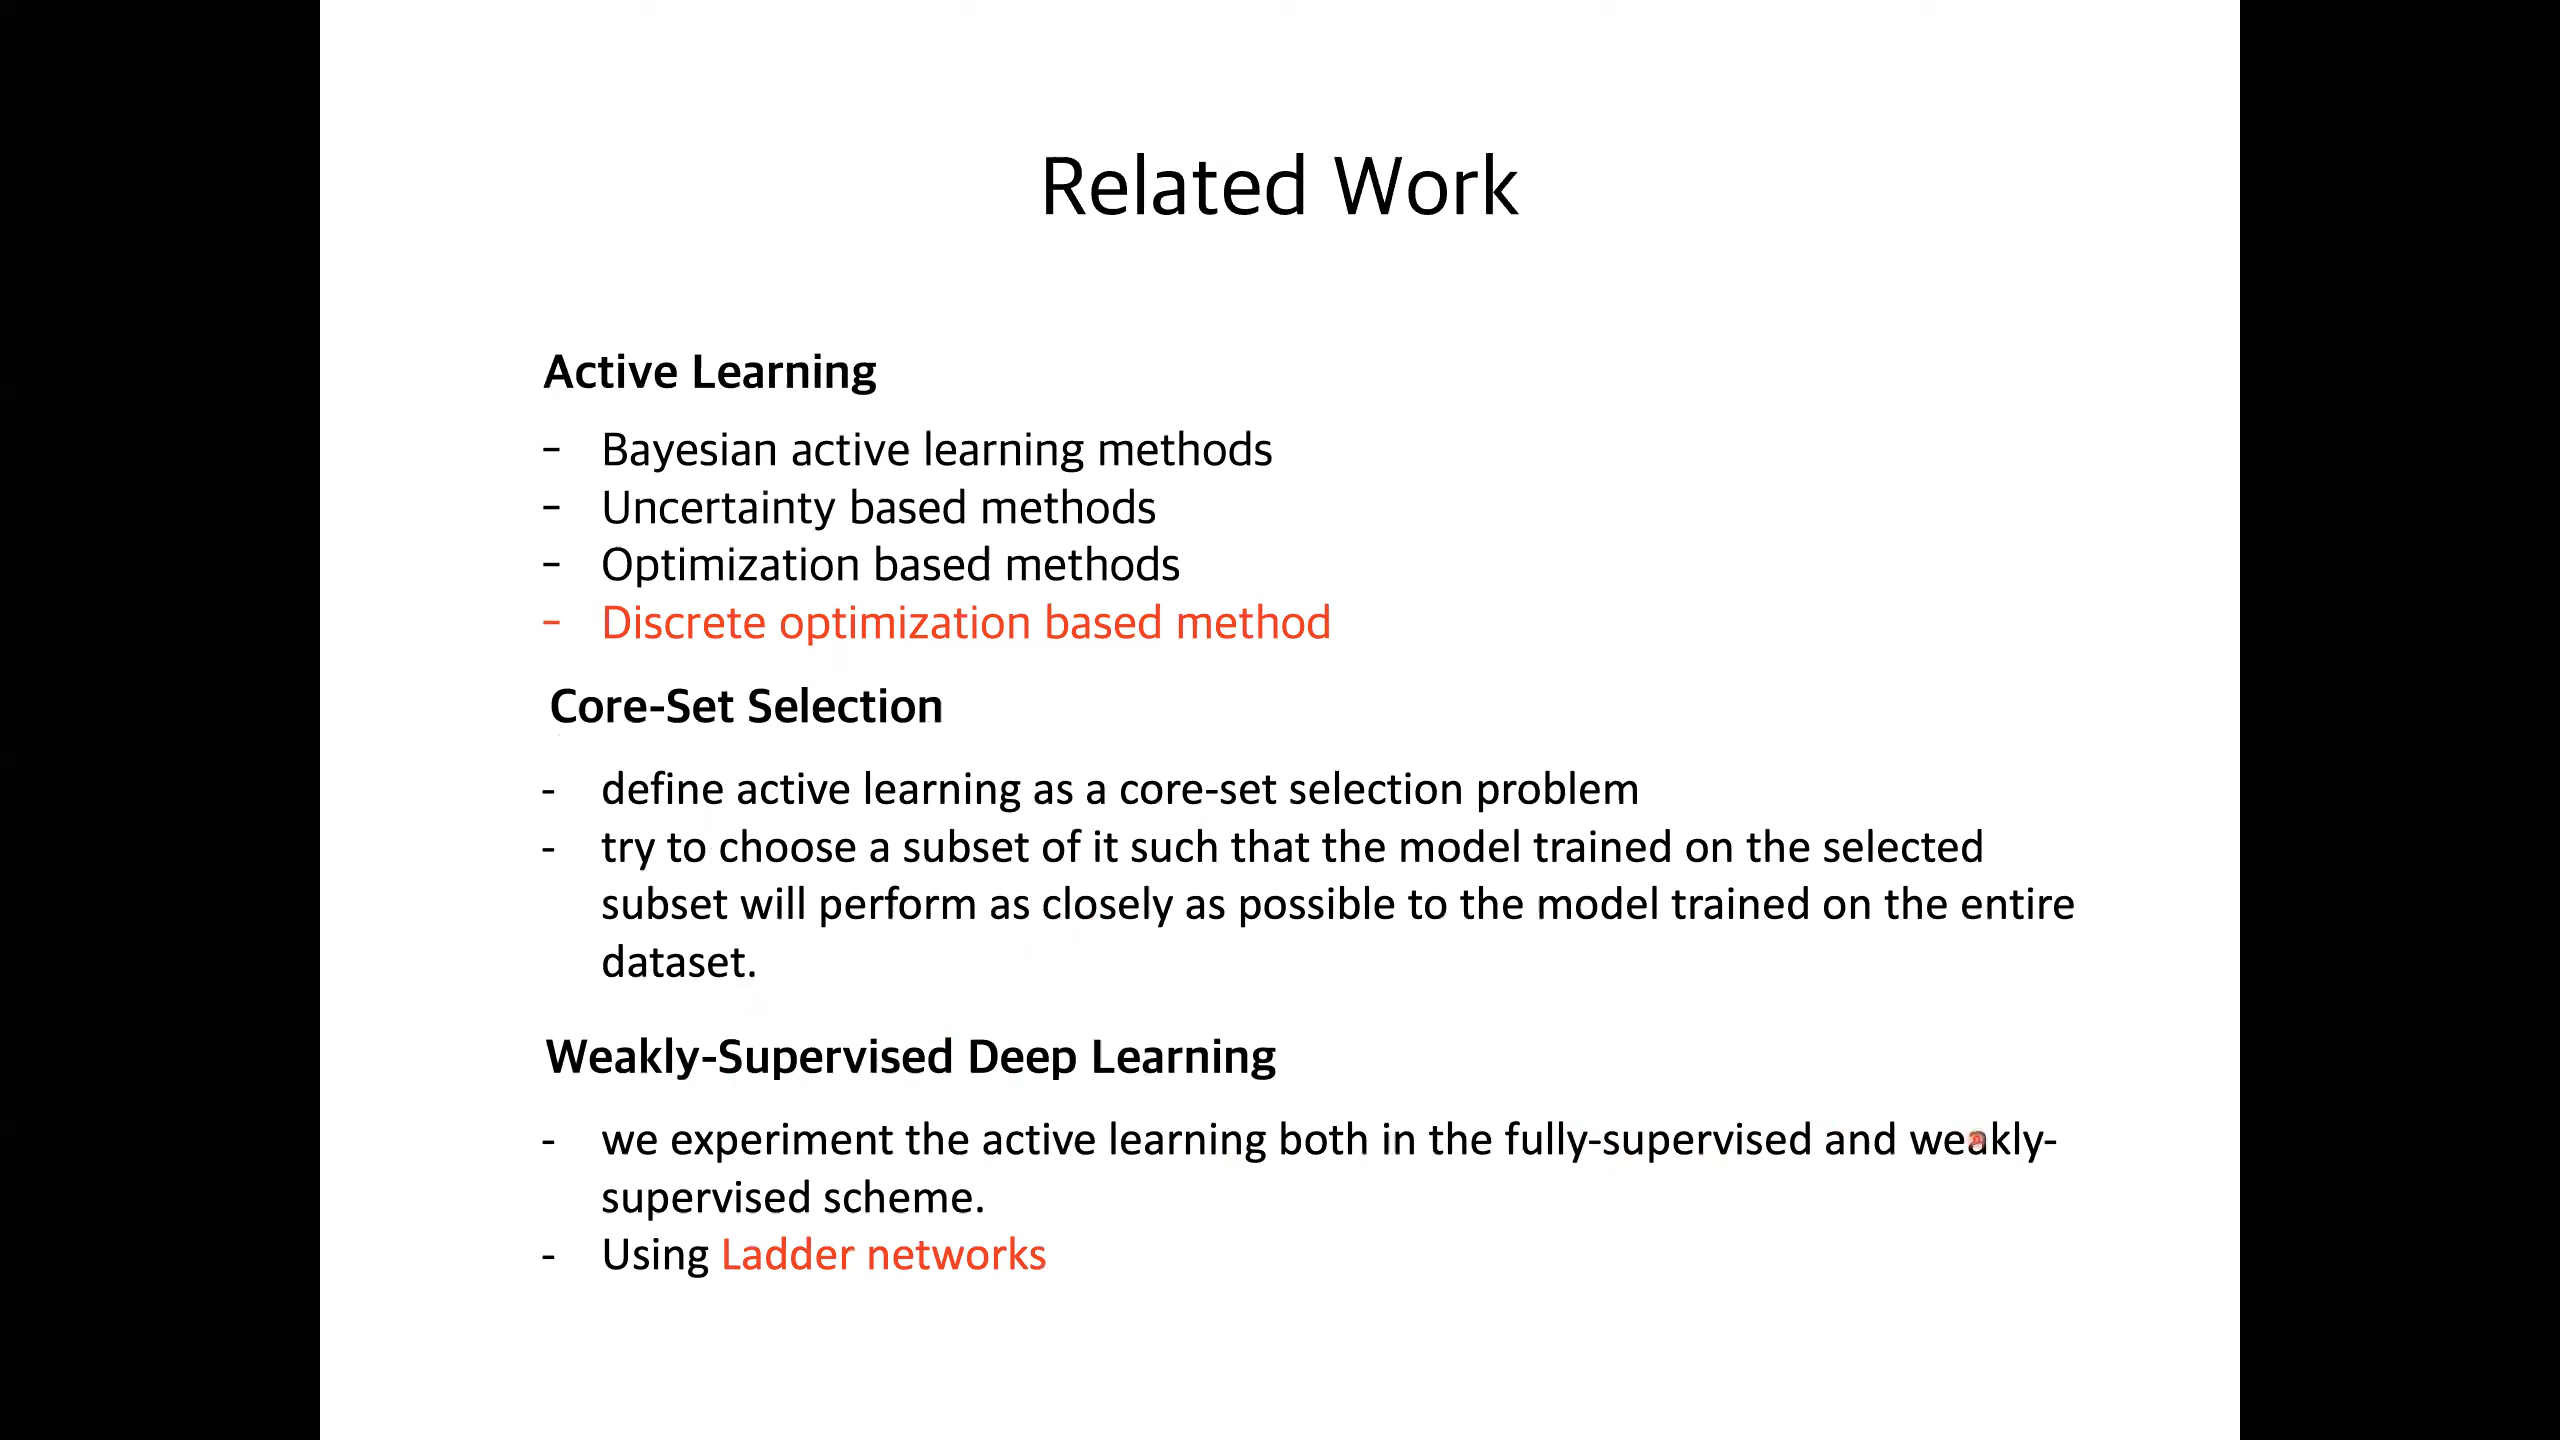 Related Work
Active Learning
- Bayesian active learning methods
- Uncertainty based methods
- Optimization based methods
- Discrete optimization based method
Core-Set Selection
- define active learning as a core-set selection problem
- try to choose a subset of it such that the model trained on the selected
subset will perform as closely as possible to the model trained on the entire
dataset.
Weakly-Supervised Deep Learning
- we experiment the active learning both in the fully-supervised and weakly-
supervised scheme.
- Using Ladder networks